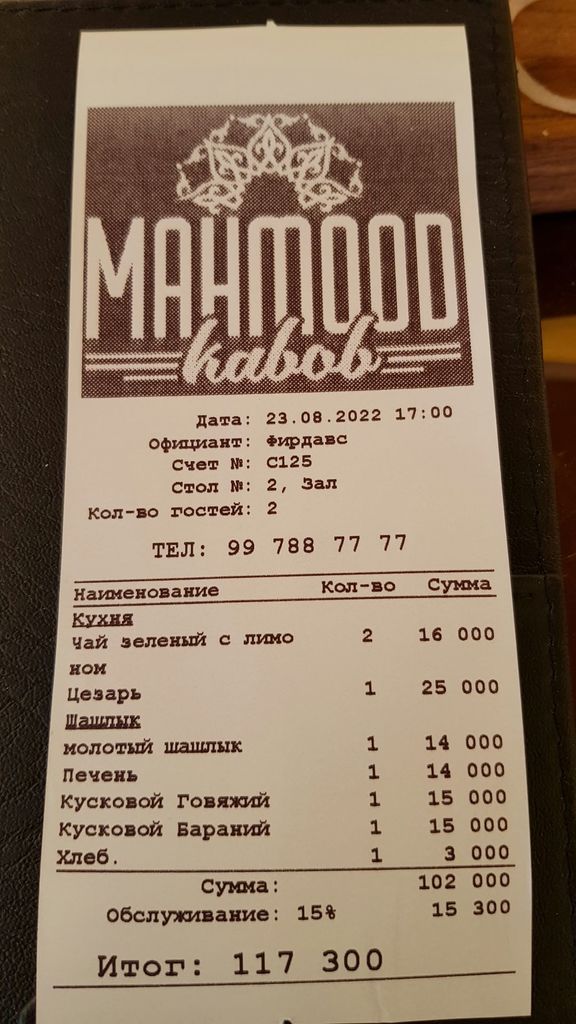 MAHMOOD
kabob
Дата: 23.08.2022 17:00
Официант: Фирдавс
Счет №: С125
Стол №: 2, Зал
Кол-во гостей: 2
ТЕЛ: 99 788 77 77
Наименование Кол-во Сумма
Кухня
Чай зеленый с лимо 2 16 000
ном
Цезарь 1 25 000
Шашлык
молотый шашлык 1 14 000
Печень 1 14 000
Кусковой Говяжий 1 15 000
Кусковой Бараний 1 15 000
Хлеб. 1 3 000
Сумма: 102 000
Обслуживание: 15% 15 300
Итог: 117 300